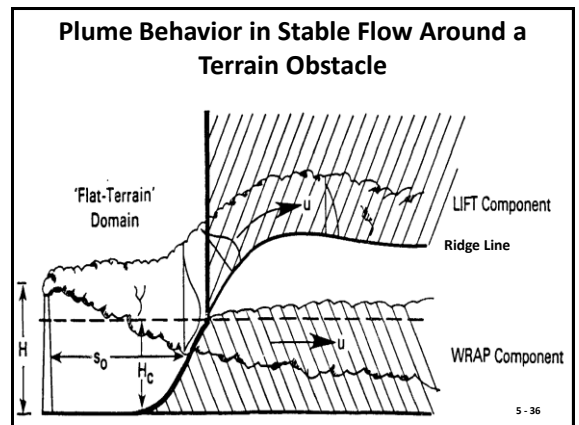 Plume Behavior in Stable Flow Around a
Terrain Obstacle
'Flat-Terrain'
Domain
u
LIFT Component
Ridge Line
H
s₀
H_c
u
WRAP Component
5 - 36